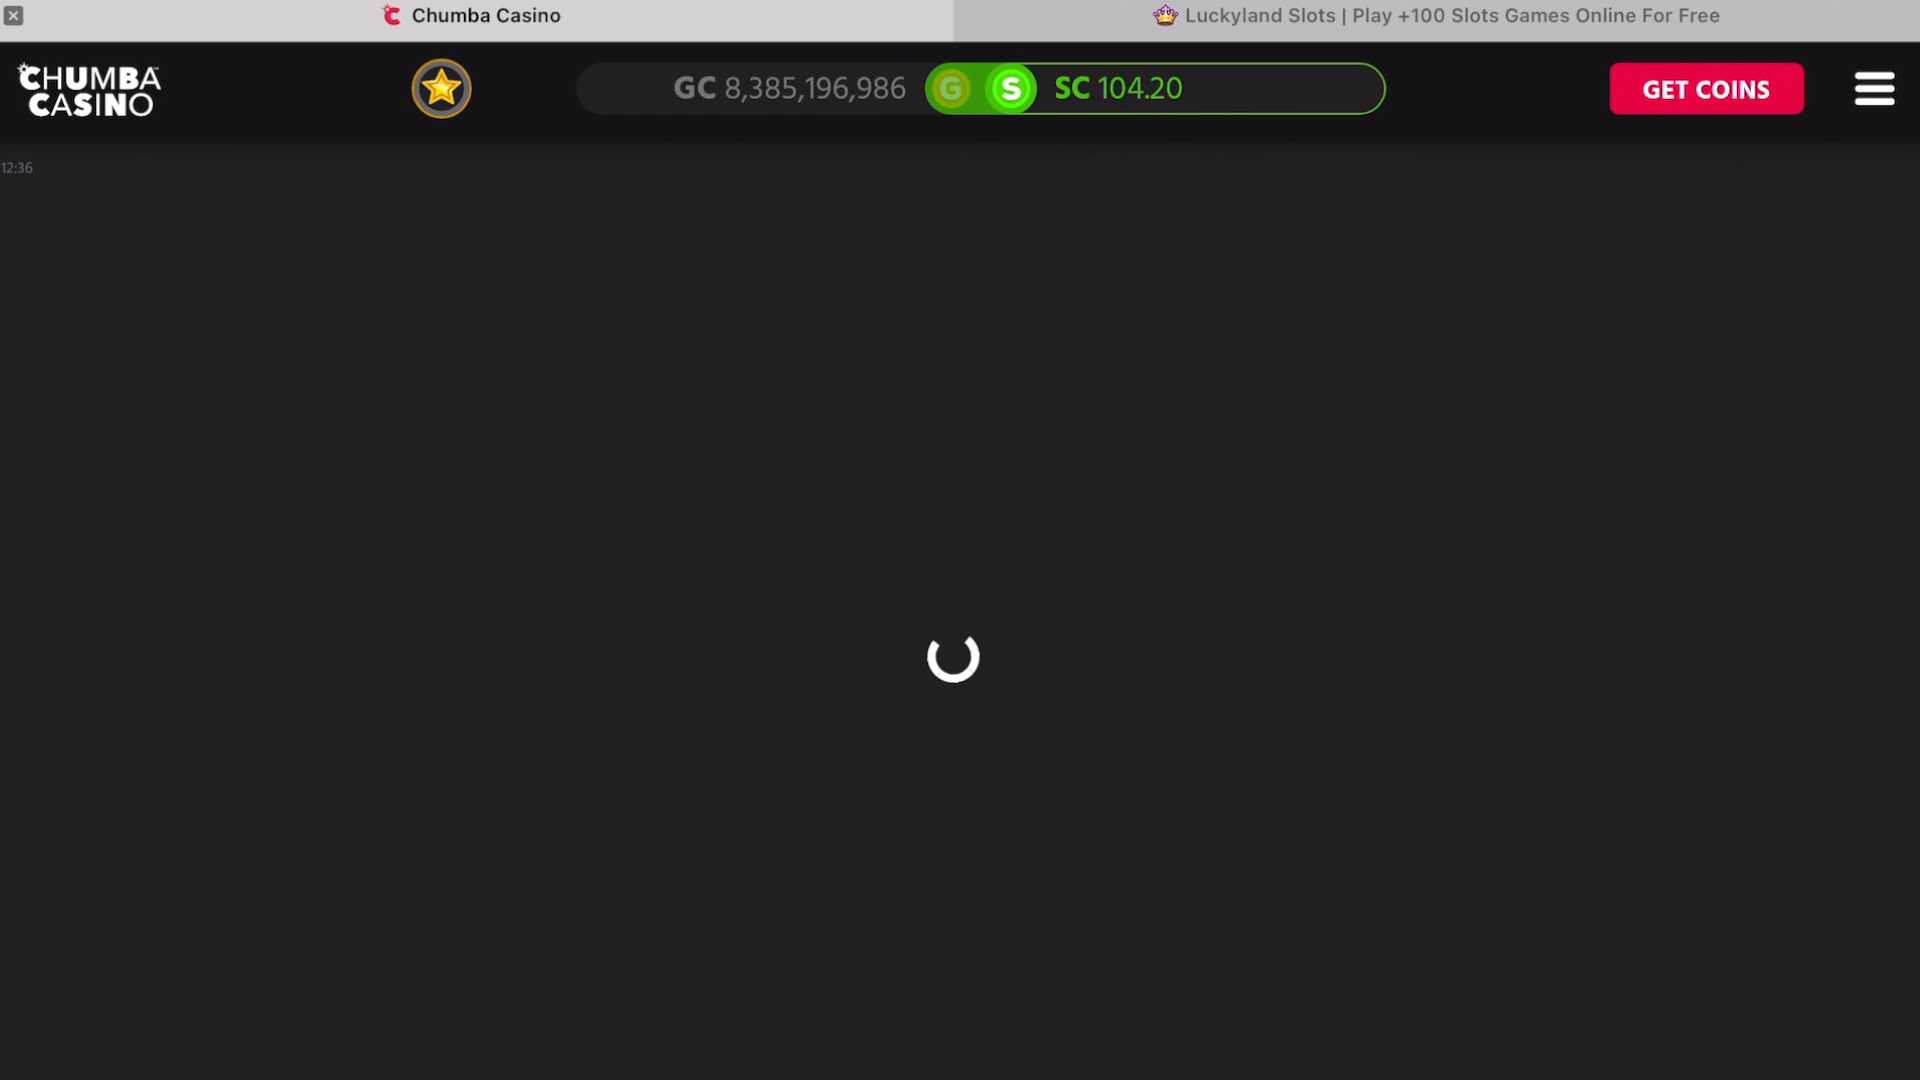 Chumba Casino
Luckyland Slots | Play +100 Slots Games Online For Free
CHUMBA
CASINO
GC 8,385,196,986
G
S
SC 104.20
GET COINS
12:36